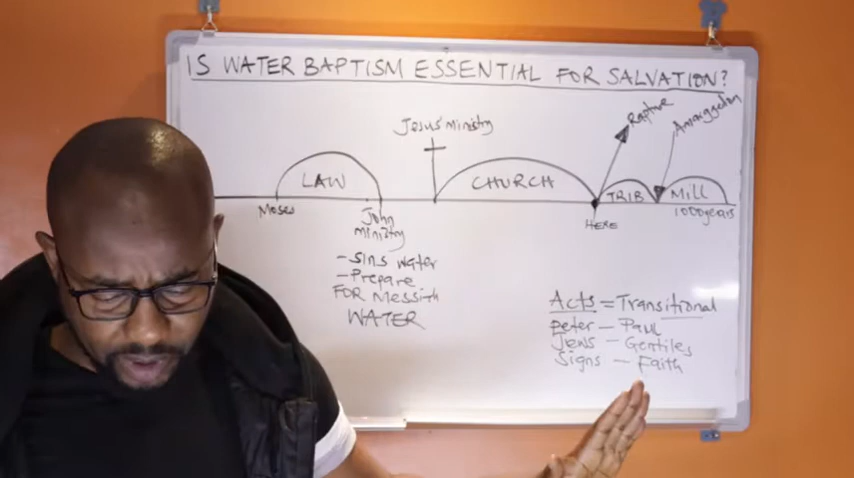 IS WATER BAPTISM ESSENTIAL FOR SALVATION?
Jesus' ministry
Rapture
Amargeddon
LAW
CHURCH
TRIB
Mill
1000years
Moses
John
ministry
HERE
- Sins water
- Prepare
FOR Messiah
WATER
Acts = Transitional
peter - Paul
Jews - Gentiles
Signs - Faith